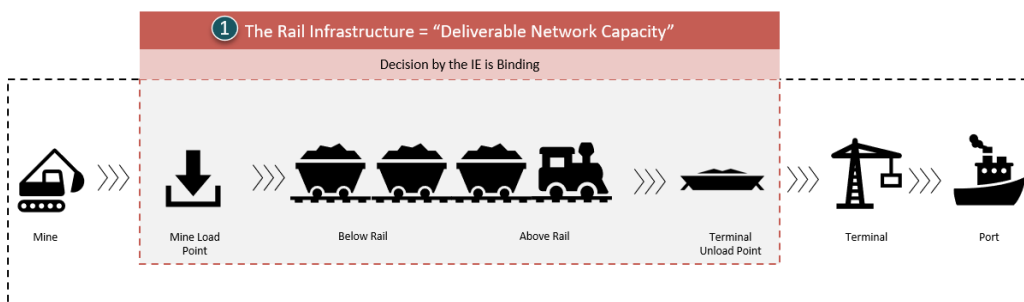 1 The Rail Infrastructure = “Deliverable Network Capacity”
Decision by the IE is Binding
Mine
Mine Load
Point
Below Rail
Above Rail
Terminal
Unload Point
Terminal
Port